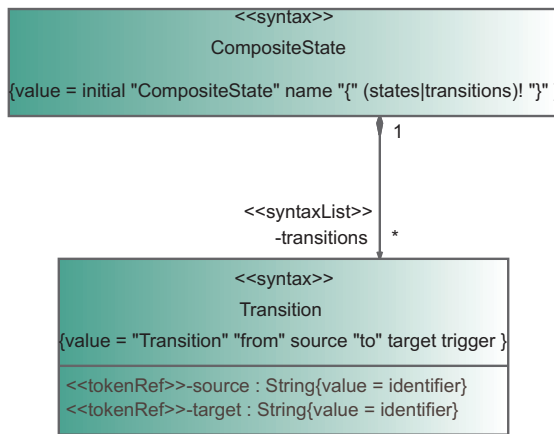 <<syntax>>
CompositeState
{value = initial "CompositeState" name "{" (states|transitions)! "}"
1
<<syntaxList>>
-transitions *
<<syntax>>
Transition
{value = "Transition" "from" source "to" target trigger }
<<tokenRef>>-source : String{value = identifier}
<<tokenRef>>-target : String{value = identifier}